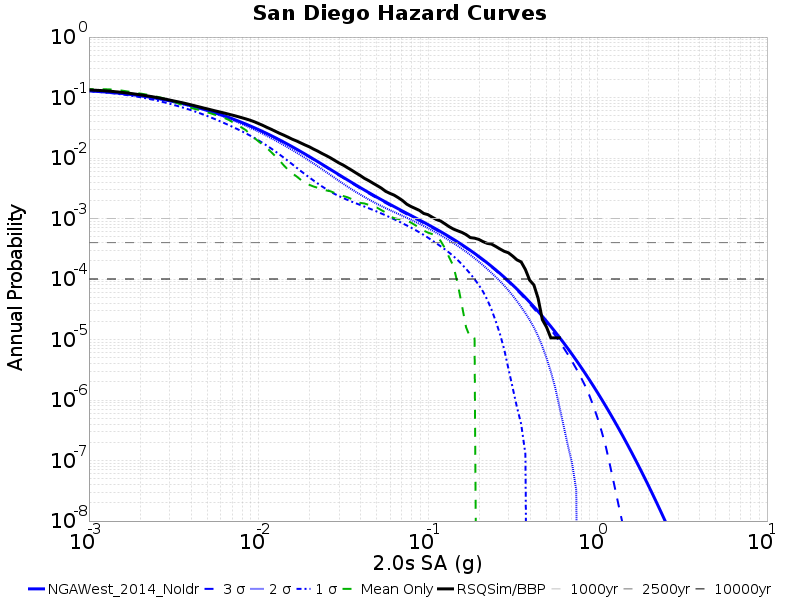 San Diego Hazard Curves
Annual Probability
10^0
10^-1
10^-2
10^-3
10^-4
10^-5
10^-6
10^-7
10^-8
10^-3 10^-2 10^-1 10^0 10^1
2.0s SA (g)
NGAWest_2014_NoIdr 3 σ 2 σ 1 σ Mean Only RSQSim/BBP 1000yr 2500yr 10000yr